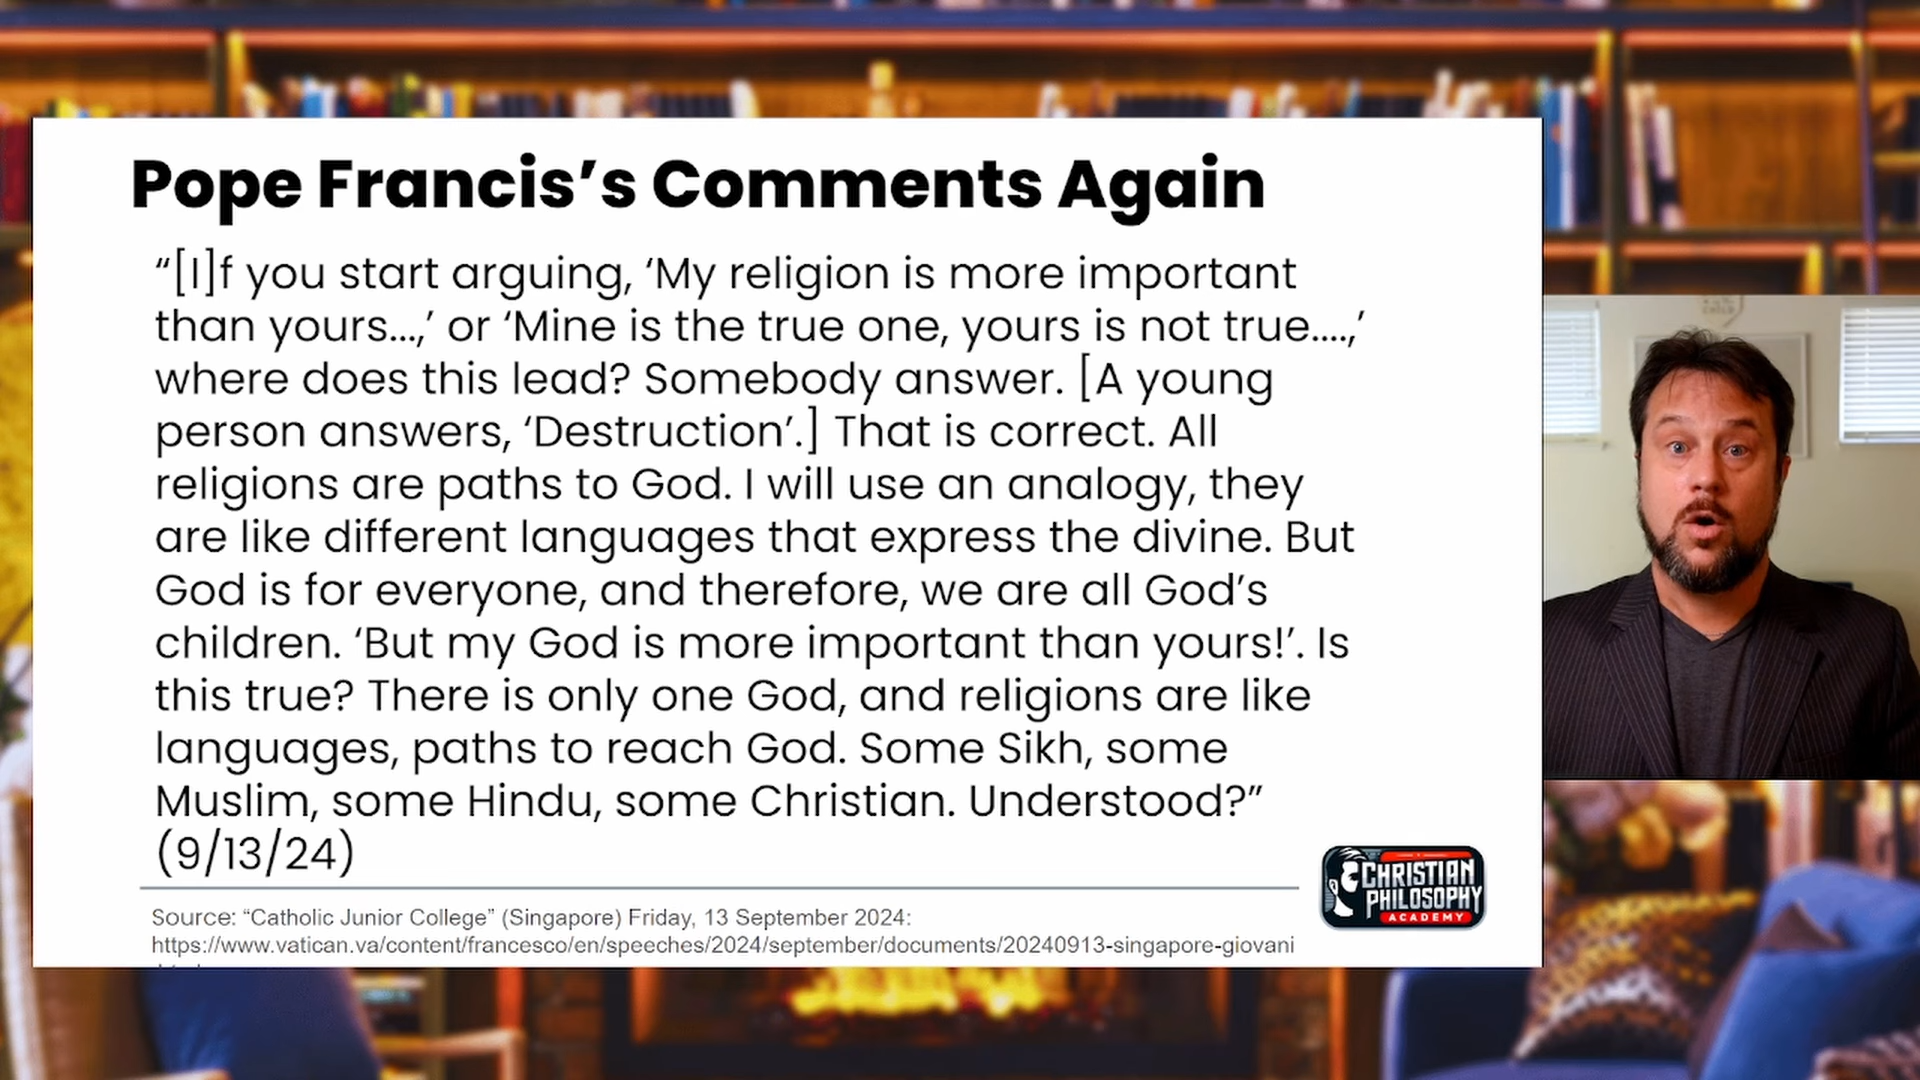 Pope Francis’s Comments Again
“[I]f you start arguing, ‘My religion is more important
than yours...,’ or ‘Mine is the true one, yours is not true....,’
where does this lead? Somebody answer. [A young
person answers, ‘Destruction’.] That is correct. All
religions are paths to God. I will use an analogy, they
are like different languages that express the divine. But
God is for everyone, and therefore, we are all God’s
children. ‘But my God is more important than yours!’. Is
this true? There is only one God, and religions are like
languages, paths to reach God. Some Sikh, some
Muslim, some Hindu, some Christian. Understood?”
(9/13/24)
Source: “Catholic Junior College” (Singapore) Friday, 13 September 2024:
https://www.vatican.va/content/francesco/en/speeches/2024/september/documents/20240913-singapore-giovani
CHRISTIAN
PHILOSOPHY
ACADEMY